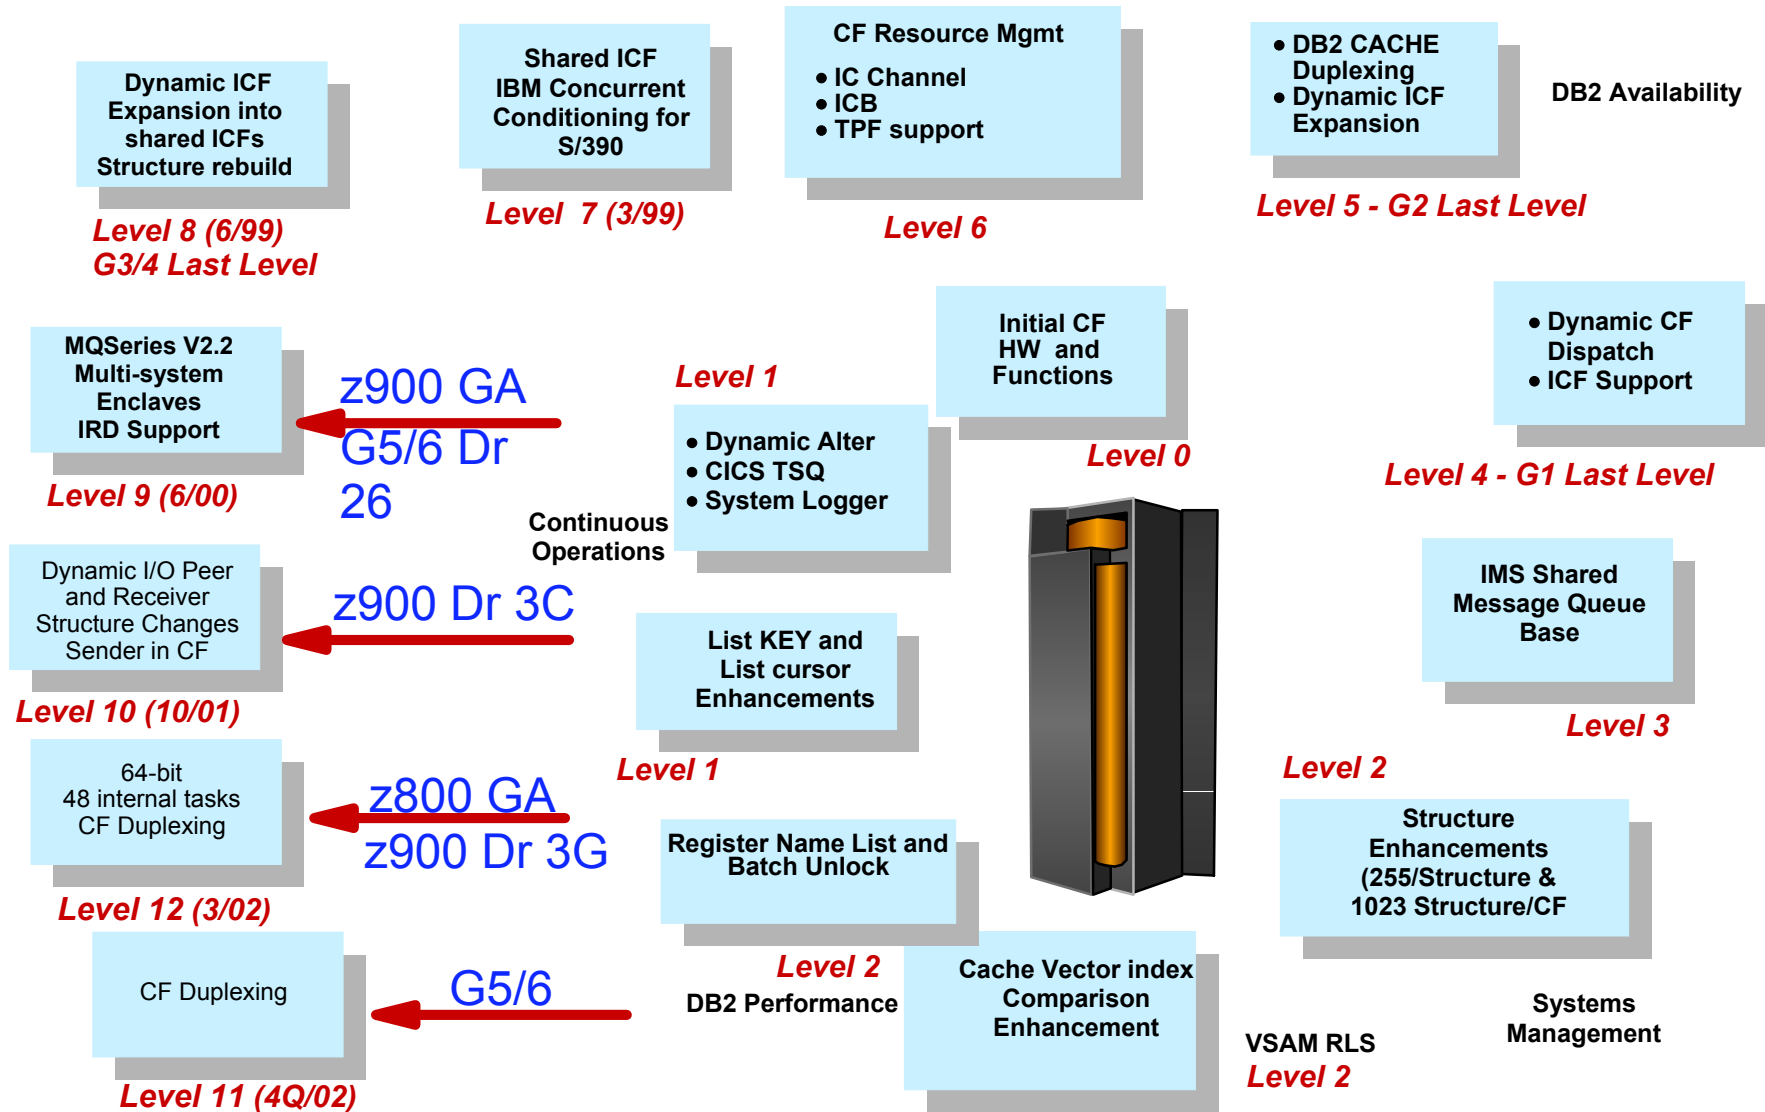 Dynamic ICF
Expansion into
shared ICFs
Structure rebuild
Level 8 (6/99)
G3/4 Last Level
Shared ICF
IBM Concurrent
Conditioning for
S/390
Level 7 (3/99)
CF Resource Mgmt
• IC Channel
• ICB
• TPF support
Level 6
• DB2 CACHE
Duplexing
• Dynamic ICF
Expansion
DB2 Availability
Level 5 - G2 Last Level
MQSeries V2.2
Multi-system
Enclaves
IRD Support
Level 9 (6/00)
z900 GA
G5/6 Dr
26
Level 1
• Dynamic Alter
• CICS TSQ
• System Logger
Continuous
Operations
Initial CF
HW and
Functions
Level 0
• Dynamic CF
Dispatch
• ICF Support
Level 4 - G1 Last Level
Dynamic I/O Peer
and Receiver
Structure Changes
Sender in CF
Level 10 (10/01)
z900 Dr 3C
List KEY and
List cursor
Enhancements
Level 1
IMS Shared
Message Queue
Base
Level 3
64-bit
48 internal tasks
CF Duplexing
Level 12 (3/02)
z800 GA
z900 Dr 3G
Register Name List and
Batch Unlock
Level 2
DB2 Performance
Level 2
Structure
Enhancements
(255/Structure &
1023 Structure/CF
Systems
Management
CF Duplexing
Level 11 (4Q/02)
G5/6
Cache Vector index
Comparison
Enhancement
VSAM RLS
Level 2